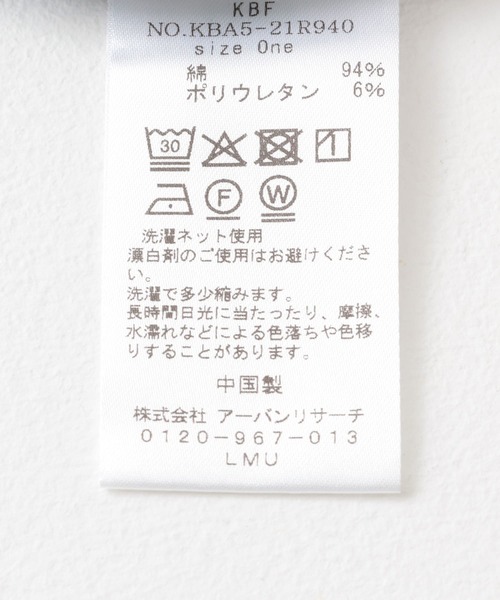 KBF
NO.KBA5-21R940
size One
綿 94%
ポリウレタン 6%
30
F W
洗濯ネット使用
漂白剤のご使用はお避けくださ
い。
洗濯で多少縮みます。
長時間日光に当たったり、摩擦、
水濡れなどによる色落ちや色移
りすることがあります。
中国製
株式会社 アーバンリサーチ
0120-967-013
LMU